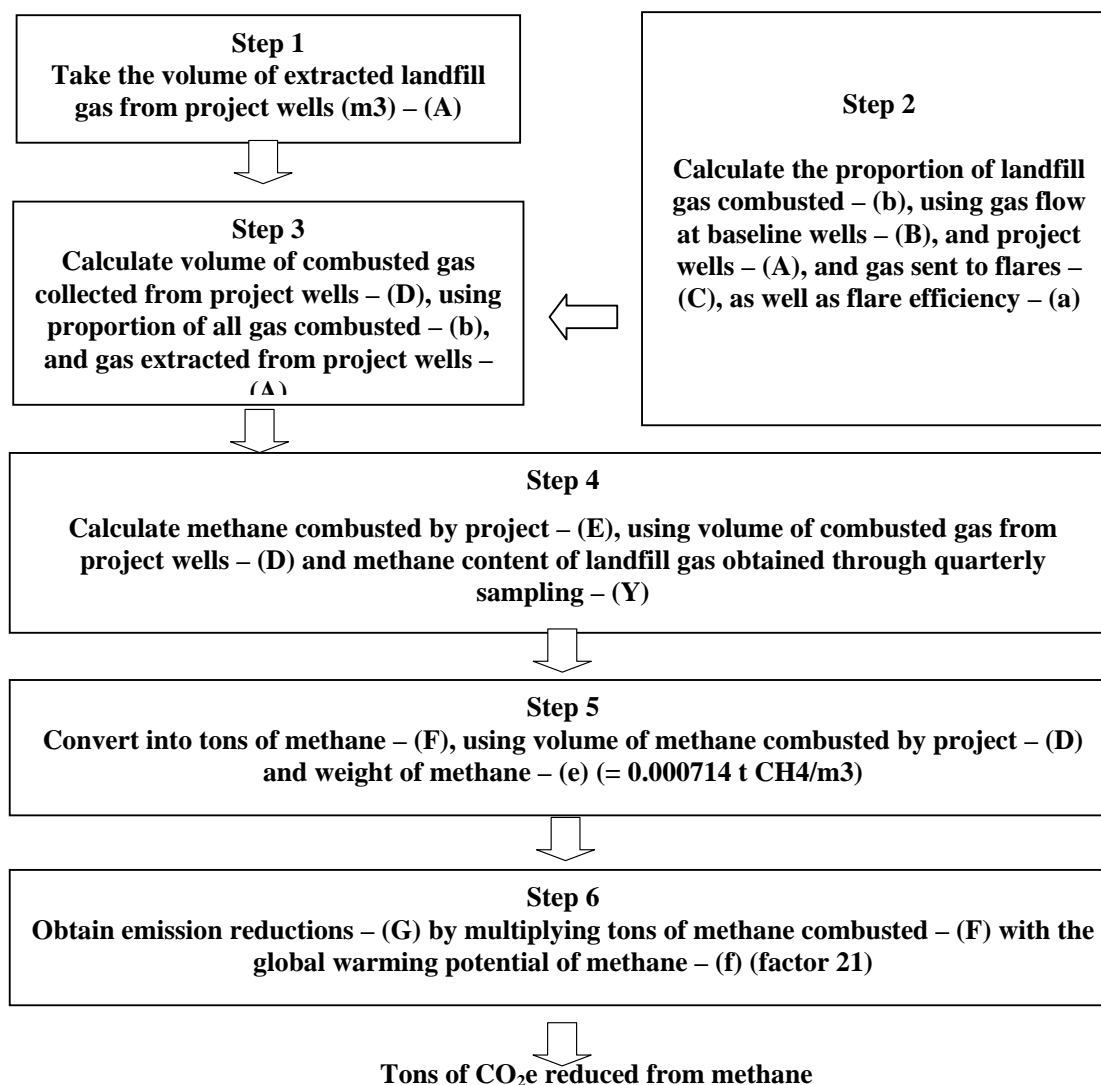 Step 1
Take the volume of extracted landfill
gas from project wells (m3) – (A)
Step 2
Calculate the proportion of landfill
gas combusted – (b), using gas flow
at baseline wells – (B), and project
wells – (A), and gas sent to flares –
(C), as well as flare efficiency – (a)
Step 3
Calculate volume of combusted gas
collected from project wells – (D), using
proportion of all gas combusted – (b),
and gas extracted from project wells –
(A)
Step 4
Calculate methane combusted by project – (E), using volume of combusted gas from
project wells – (D) and methane content of landfill gas obtained through quarterly
sampling – (Y)
Step 5
Convert into tons of methane – (F), using volume of methane combusted by project – (D)
and weight of methane – (e) (= 0.000714 t CH4/m3)
Step 6
Obtain emission reductions – (G) by multiplying tons of methane combusted – (F) with the
global warming potential of methane – (f) (factor 21)
Tons of CO₂e reduced from methane